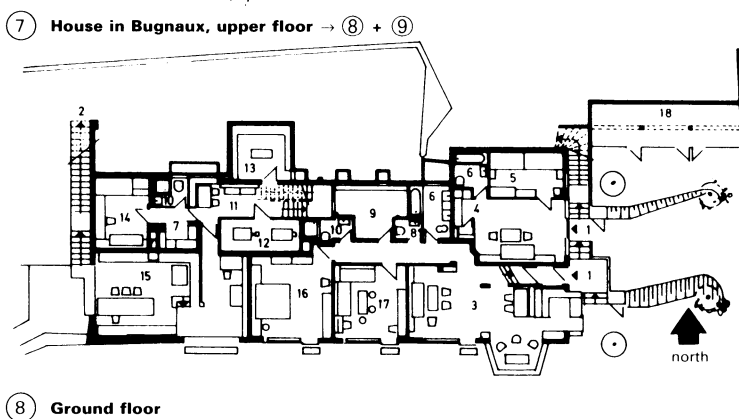 7 House in Bugnaux, upper floor → 8 + 9
2
18
13
6 5
10 11 6
14 7 9 4
12 10 8 1
15 1
16 17 3
north
8 Ground floor